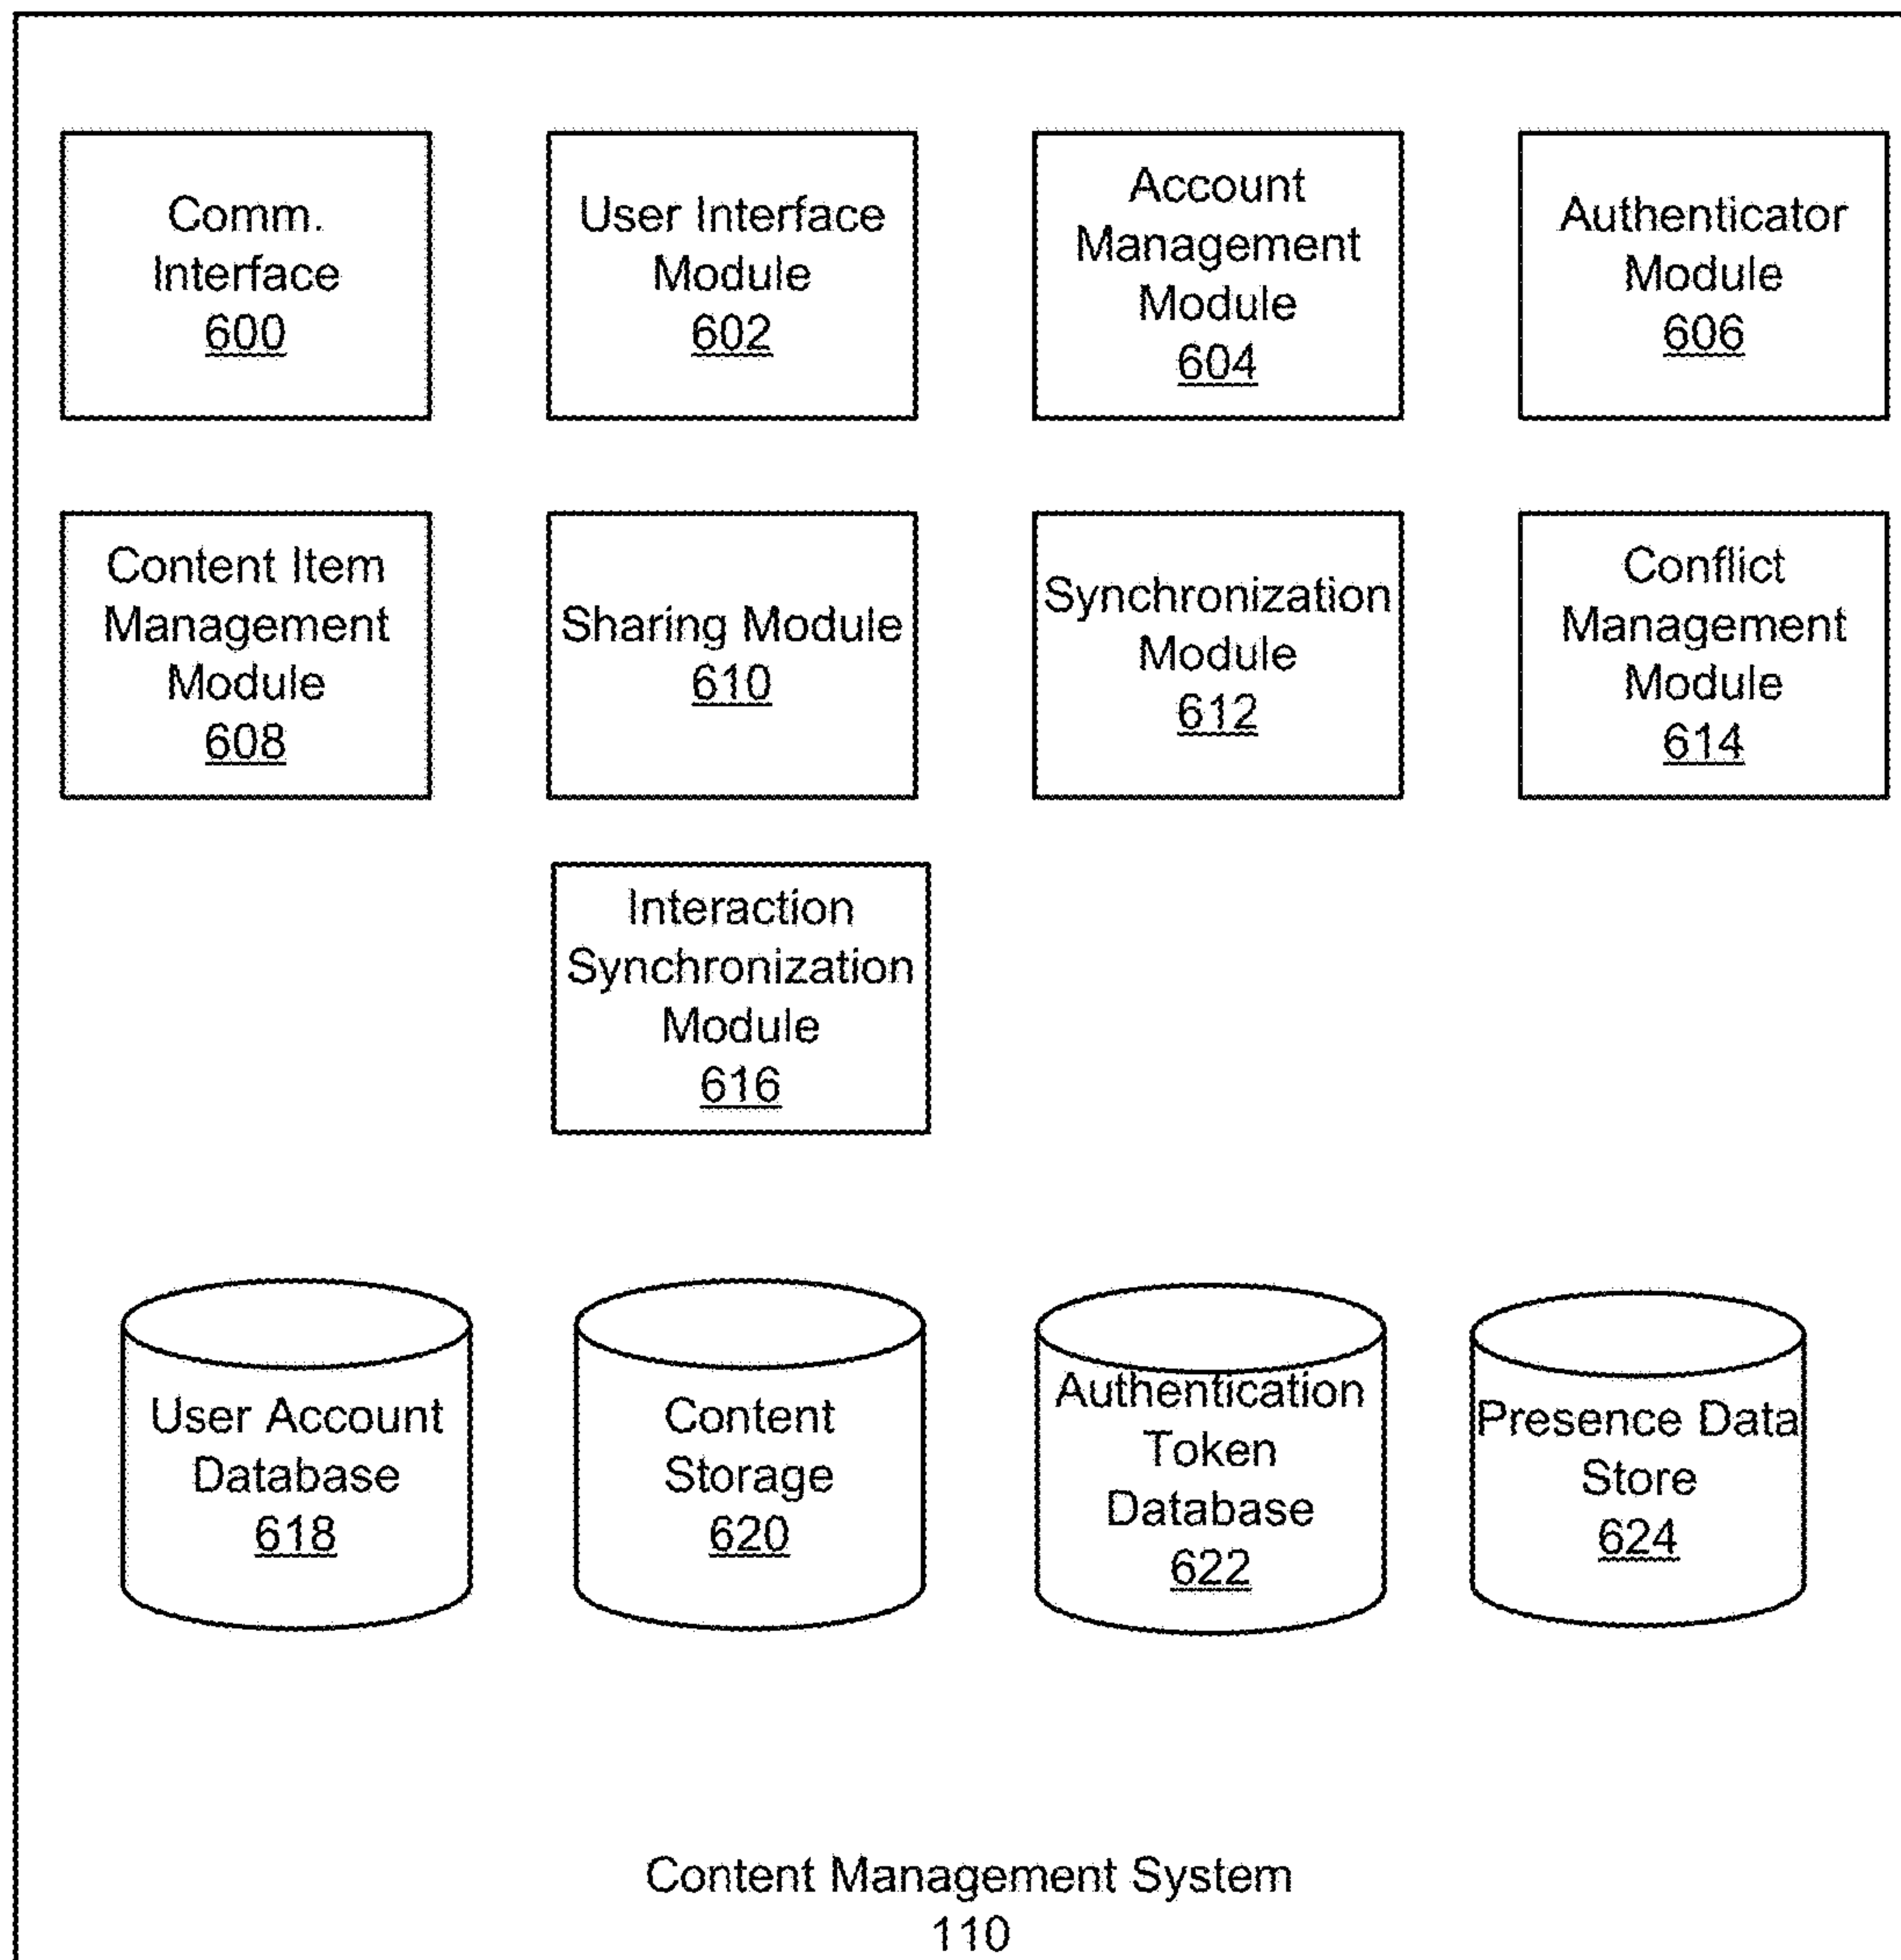 Comm.
Interface
600
User Interface
Module
602
Account
Management
Module
604
Authenticator
Module
606
Content Item
Management
Module
608
Sharing Module
610
Synchronization
Module
612
Conflict
Management
Module
614
Interaction
Synchronization
Module
616
User Account
Database
618
Content
Storage
620
Authentication
Token
Database
622
Presence Data
Store
624
Content Management System
110